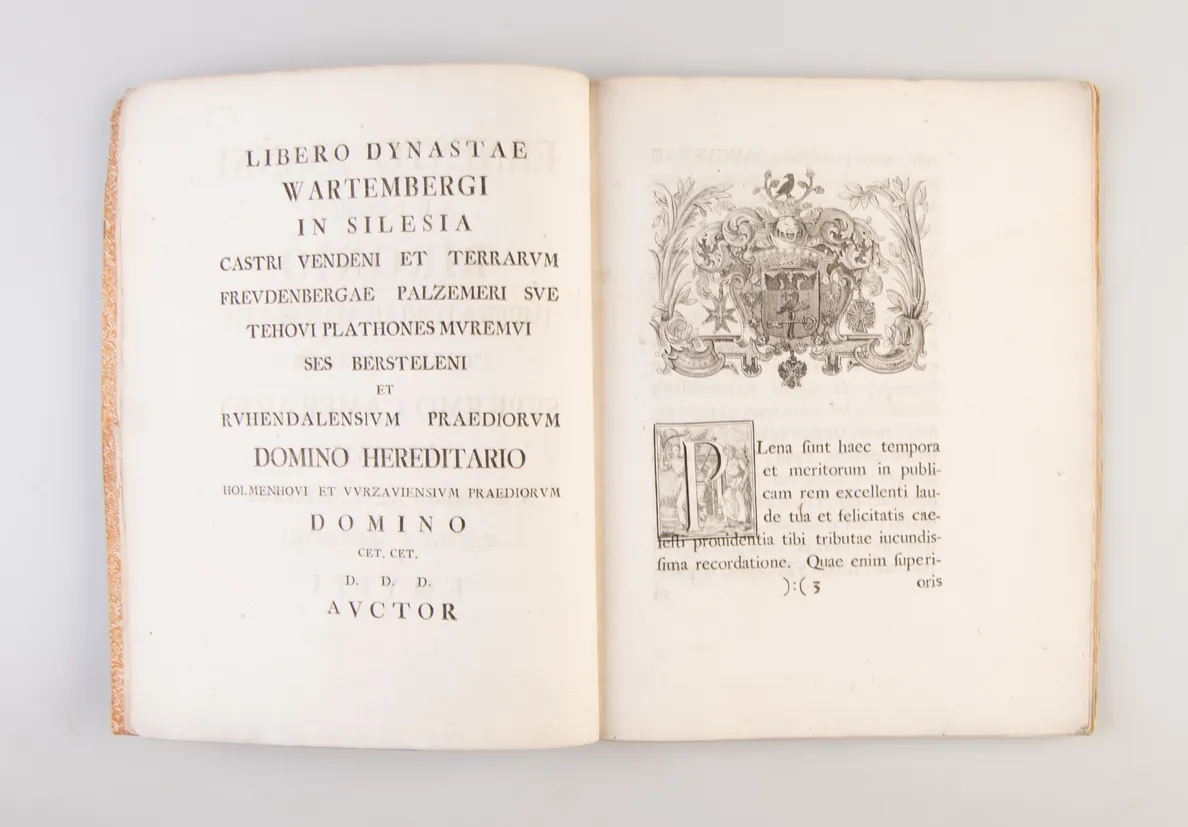 LIBERO DYNASTAE
WARTEMBERGI
IN SILESIA
CASTRI VENDENI ET TERRARVM
FREVDENBERGAE PALZEMERI SVE
TEHOVI PLATHONES MVREMVI
SES BERSTELENI
ET
RVHENDALENSIVM PRAEDIORVM
DOMINO HEREDITARIO
HOLMENHOVI ET VVRZAVIENSIVM PRAEDIORVM
DOMINO
CET. CET.
D. D. D.
AVCTOR
PLena ſunt haec tempora
et meritorum in publi-
cam rem excellenti lau-
de tua et felicitatis cae-
leſti prouidentia tibi tributae iucundiſ-
ſima recordatione. Quae enim ſuperi-
):( 3 oris